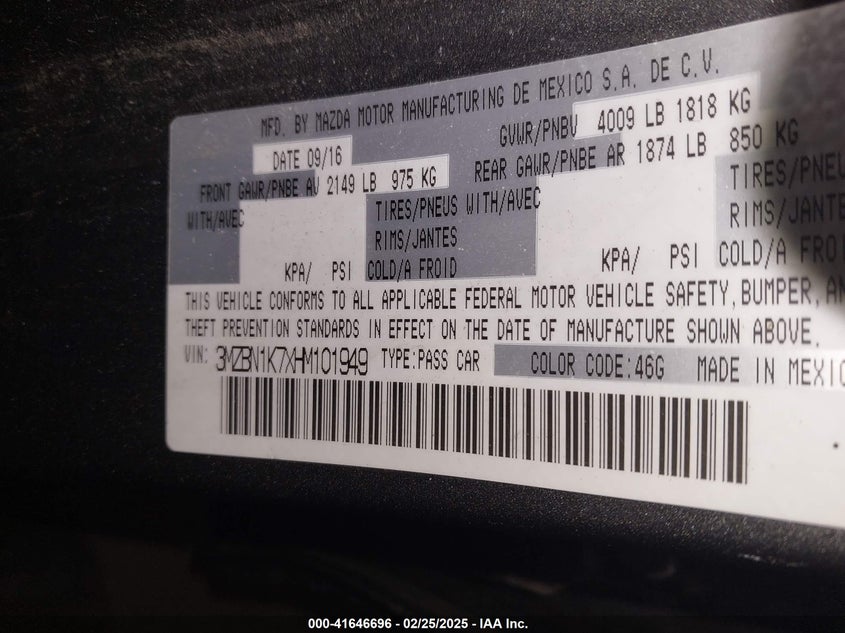 MFD. BY MAZDA MOTOR MANUFACTURING DE MEXICO S.A. DE C.V.
DATE 09/16 GVWR/PNBV 4009 LB 1818 KG
FRONT GAWR/PNBE AV 2149 LB 975 KG REAR GAWR/PNBE AR 1874 LB 850 KG
WITH/AVEC TIRES/PNEUS WITH/AVEC TIRES/PNEU
RIMS/JANTES RIMS/JANTE
KPA/ PSI COLD/A FROID KPA/ PSI COLD/A FROI
THIS VEHICLE CONFORMS TO ALL APPLICABLE FEDERAL MOTOR VEHICLE SAFETY, BUMPER, AN
THEFT PREVENTION STANDARDS IN EFFECT ON THE DATE OF MANUFACTURE SHOWN ABOVE.
VIN: 3MZBN1K7XHM101949 TYPE:PASS CAR COLOR CODE:46G MADE IN MEXIC
000-41646696 - 02/25/2025 - IAA Inc.